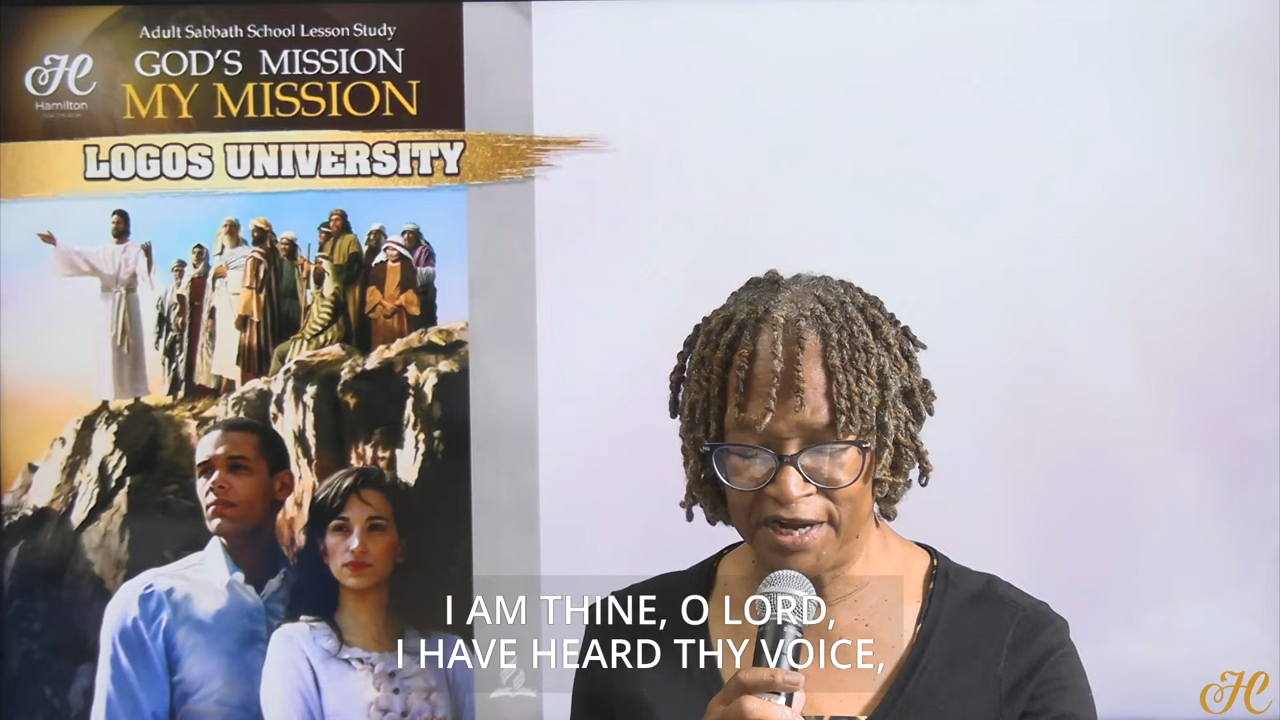 Adult Sabbath School Lesson Study
GOD'S MISSION
MY MISSION
H
Hamilton
LOGOS UNIVERSITY
I AM THINE, O LORD,
I HAVE HEARD THY VOICE,
H